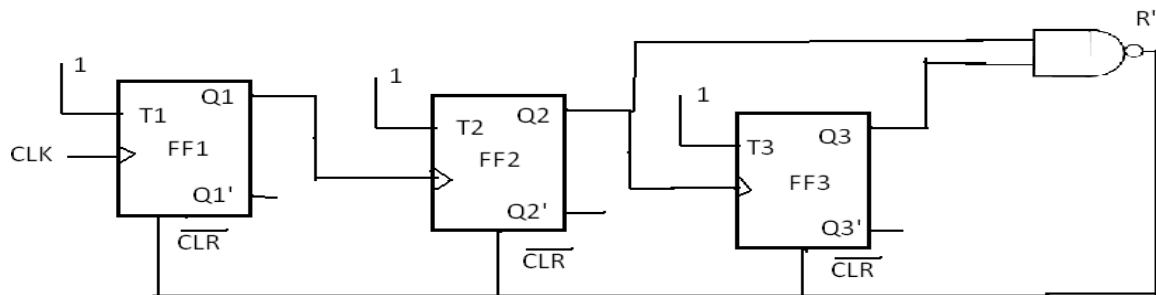 R'
1
1
1
T1
Q1
CLK
FF1
Q1'
CLR
T2
Q2
FF2
Q2'
CLR
T3
Q3
FF3
Q3'
CLR